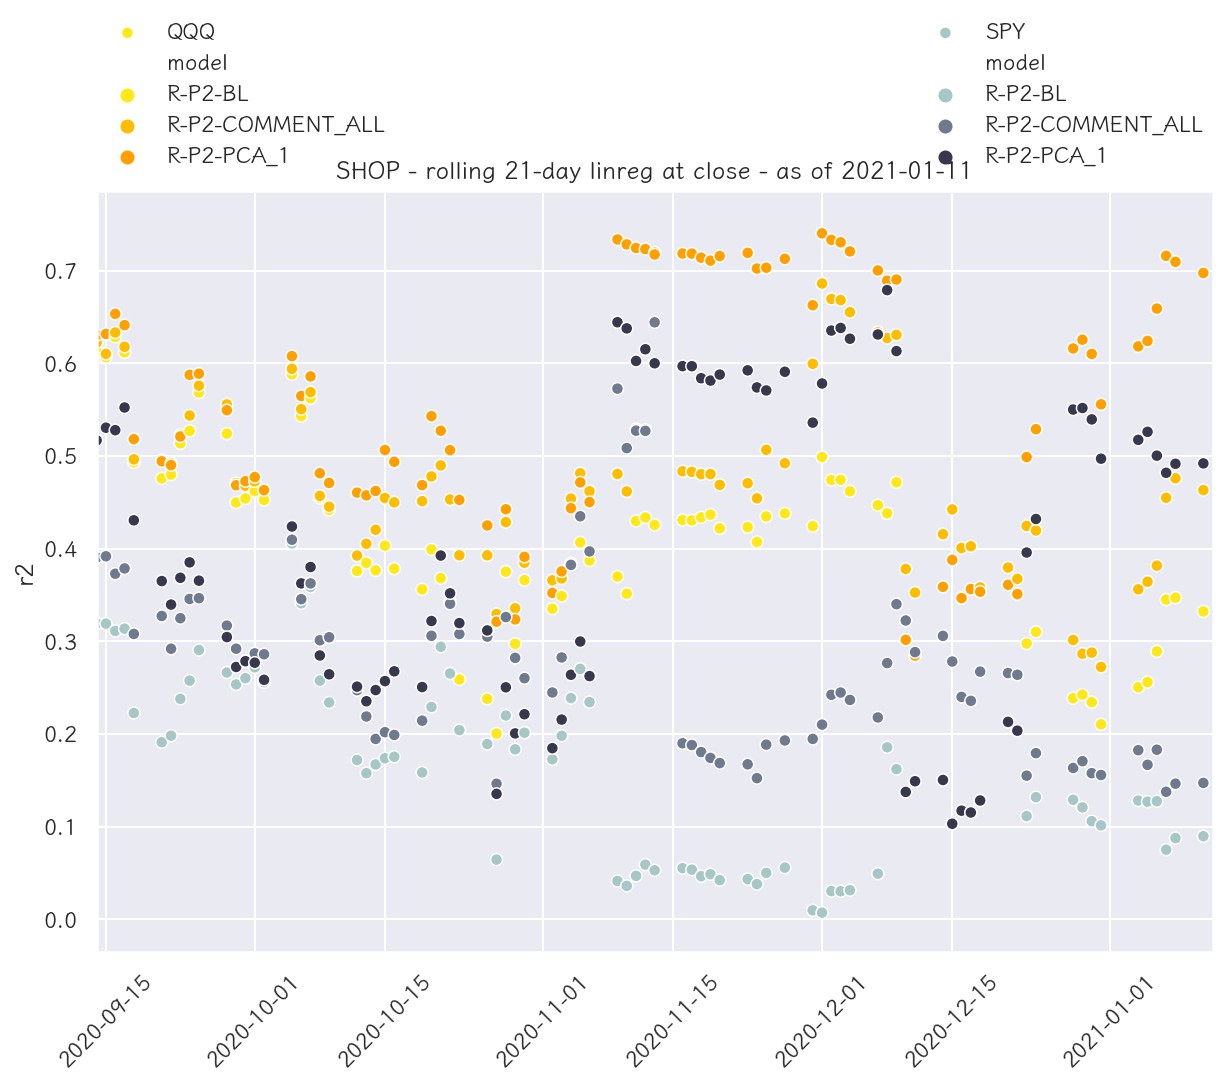 QQQ
model
R-P2-BL
R-P2-COMMENT_ALL
R-P2-PCA_1
SPY
model
R-P2-BL
R-P2-COMMENT_ALL
R-P2-PCA_1
SHOP - rolling 21-day linreg at close - as of 2021-01-11
r2
0.7
0.6
0.5
0.4
0.3
0.2
0.1
0.0
2020-09-15
2020-10-01
2020-10-15
2020-11-01
2020-11-15
2020-12-01
2020-12-15
2021-01-01